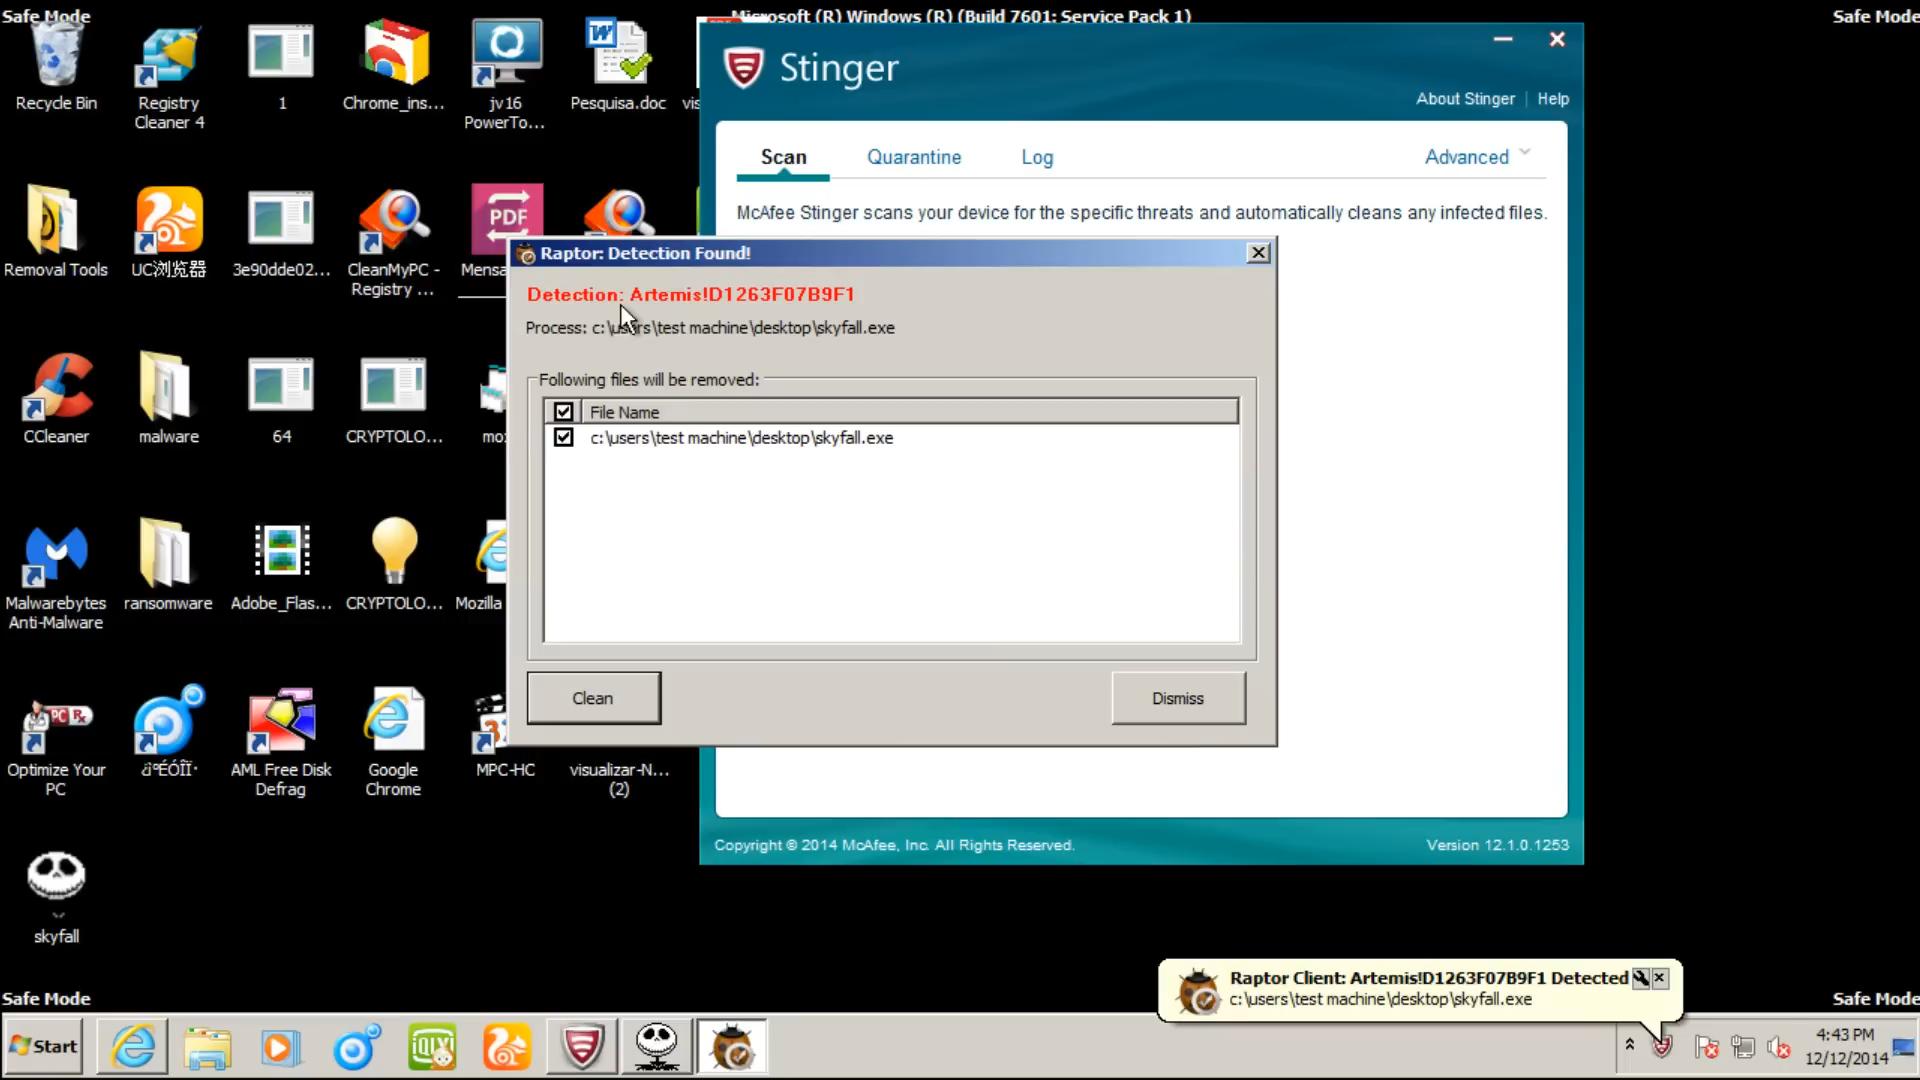 Safe Mode
Microsoft (R) Windows (R) (Build 7601: Service Pack 1)
Safe Mode
Recycle Bin
Registry
Cleaner 4
1
Chrome_ins...
jv16
PowerTo...
Pesquisa.doc
vis
Removal Tools
UC浏览器
3e90dde02...
CleanMyPC -
Registry ...
PDF
Mensa
CCleaner
malware
64
CRYPTOLO...
moz
Malwarebytes
Anti-Malware
ransomware
Adobe_Flas...
CRYPTOLO...
Mozilla
Optimize Your
PC
AML Free Disk
Defrag
Google
Chrome
MPC-HC
visualizar-N...
(2)
skyfall
Stinger
About Stinger | Help
Scan
Quarantine
Log
Advanced
McAfee Stinger scans your device for the specific threats and automatically cleans any infected files.
Raptor: Detection Found!
Detection: Artemis!D1263F07B9F1
Process: c:\users\test machine\desktop\skyfall.exe
Following files will be removed:
File Name
c:\users\test machine\desktop\skyfall.exe
Clean
Dismiss
Copyright © 2014 McAfee, Inc. All Rights Reserved.
Version 12.1.0.1253
Raptor Client: Artemis!D1263F07B9F1 Detected
c:\users\test machine\desktop\skyfall.exe
Safe Mode
Safe Mode
Start
iQIYI
4:43 PM
12/12/2014